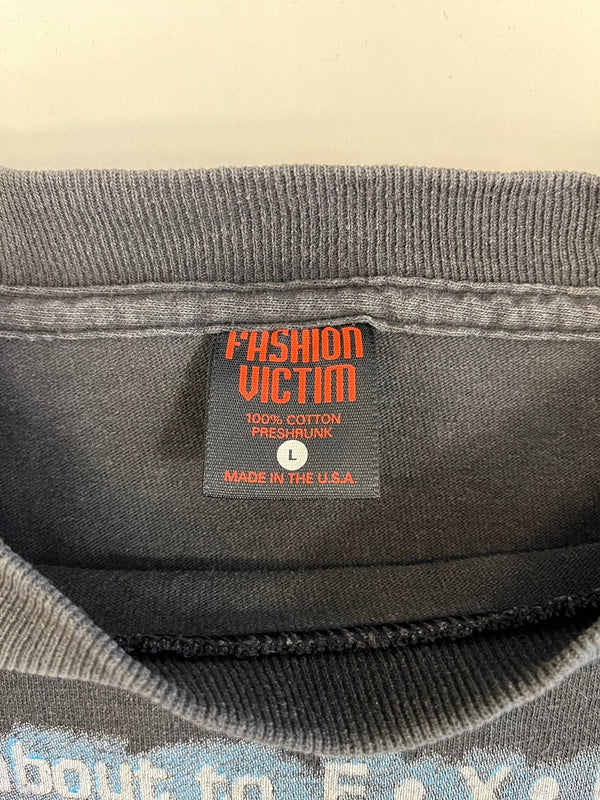 FASHION
VICTIM
100% COTTON
PRESHRUNK
L
MADE IN THE U.S.A.
about to E•X•